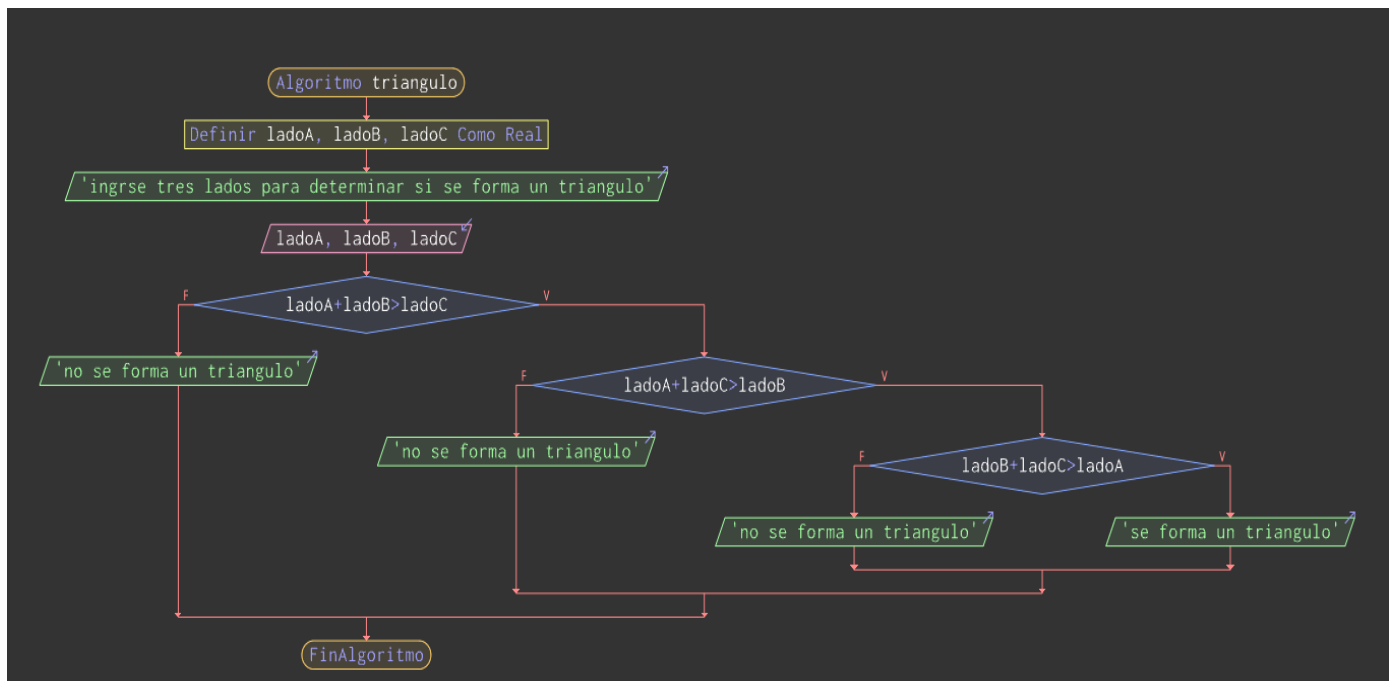 Algoritmo triangulo
Definir ladoA, ladoB, ladoC Como Real
'ingrse tres lados para determinar si se forma un triangulo'
ladoA, ladoB, ladoC
F
ladoA+ladoB>ladoC
V
'no se forma un triangulo'
F
ladoA+ladoC>ladoB
V
'no se forma un triangulo'
F
ladoB+ladoC>ladoA
V
'no se forma un triangulo'
'se forma un triangulo'
FinAlgoritmo